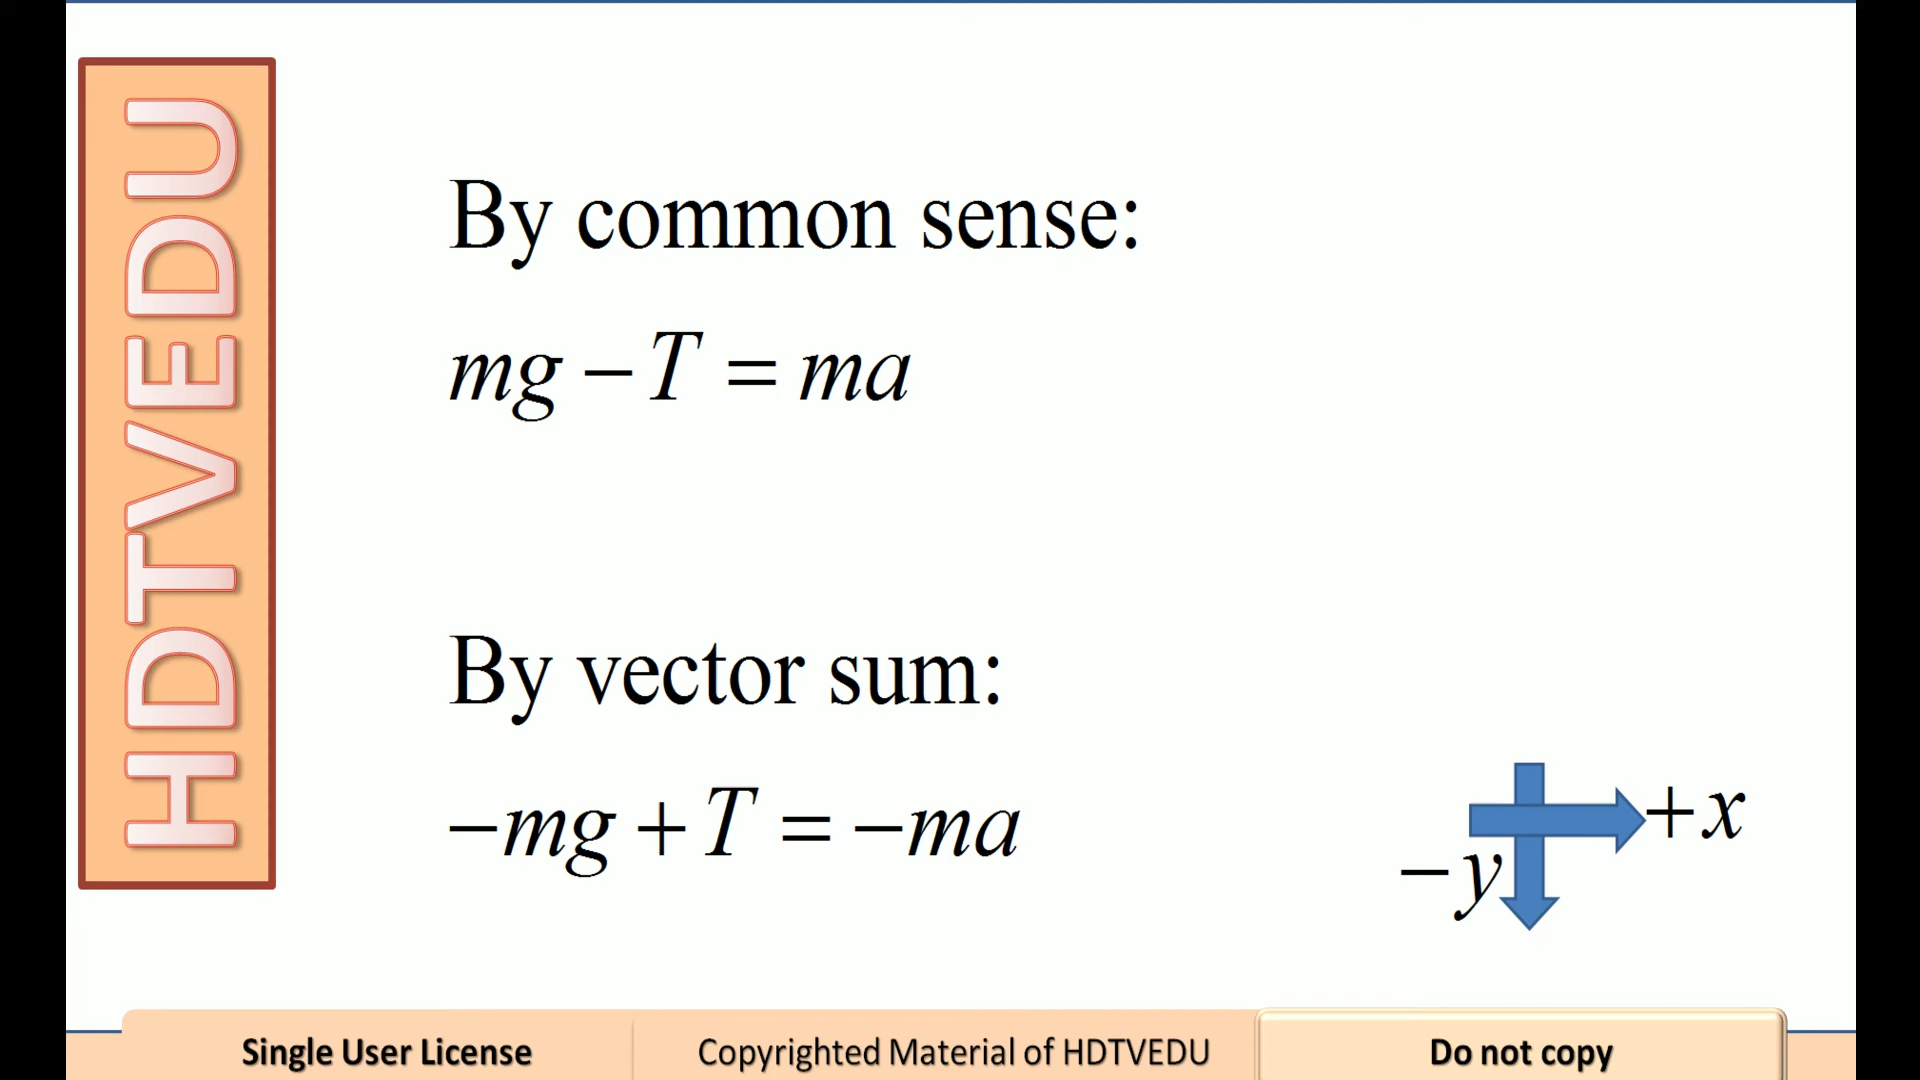 HDTVEDU
By common sense:
mg − T = ma
By vector sum:
−mg + T = −ma
+x
−y
Single User License
Copyrighted Material of HDTVEDU
Do not copy